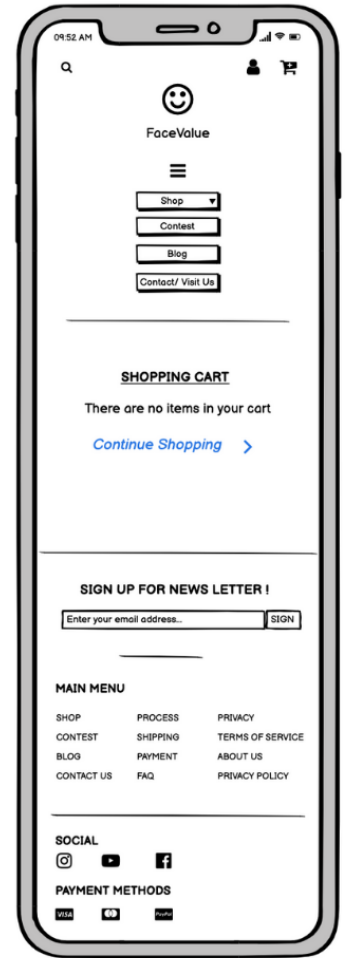 09:52 AM
FaceValue
Shop
Contest
Blog
Contact/ Visit Us
SHOPPING CART
There are no items in your cart
Continue Shopping
SIGN UP FOR NEWS LETTER !
Enter your email address... SIGN
MAIN MENU
SHOP PROCESS PRIVACY
CONTEST SHIPPING TERMS OF SERVICE
BLOG PAYMENT ABOUT US
CONTACT US FAQ PRIVACY POLICY
SOCIAL
PAYMENT METHODS
VISA PayPal